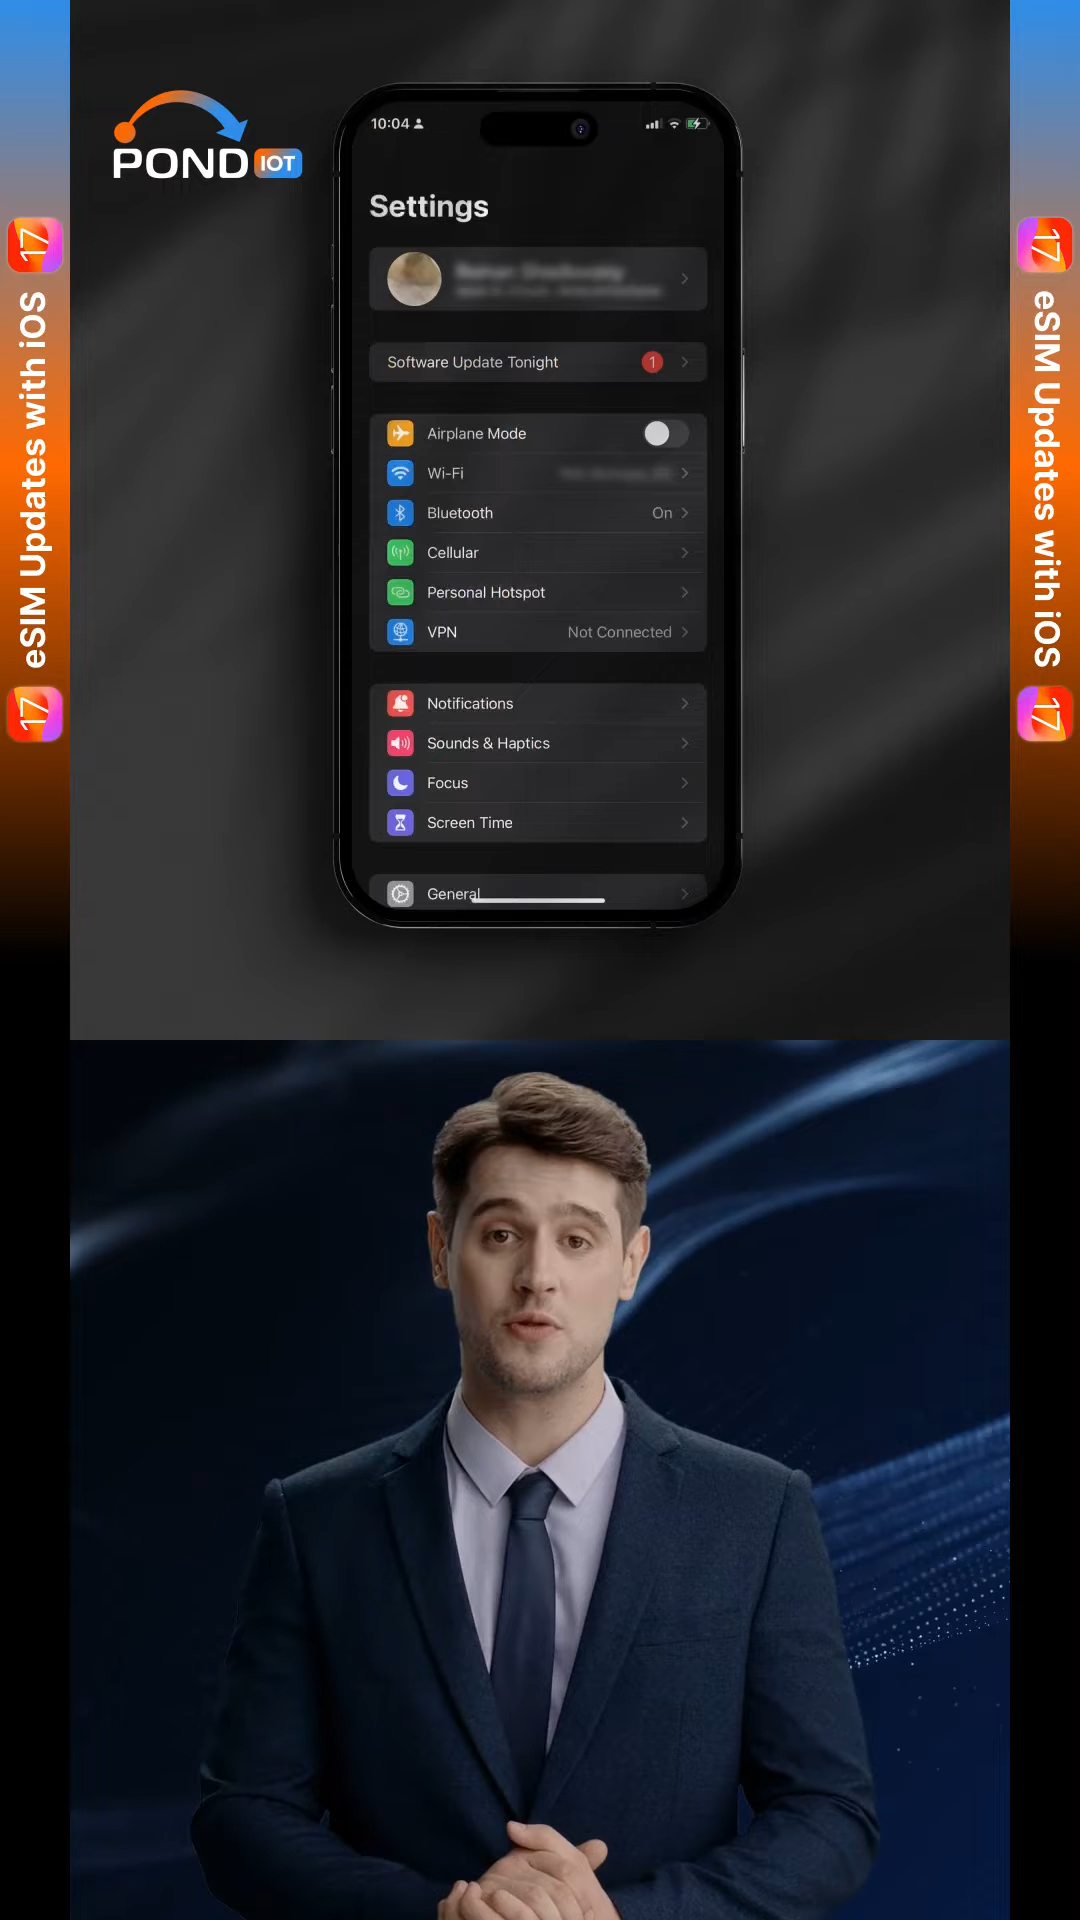 POND IOT
10:04
Settings
Software Update Tonight 1
Airplane Mode
Wi-Fi
Bluetooth On
Cellular
Personal Hotspot
VPN Not Connected
Notifications
Sounds & Haptics
Focus
Screen Time
General
17 eSIM Updates with iOS 17
17 eSIM Updates with iOS 17